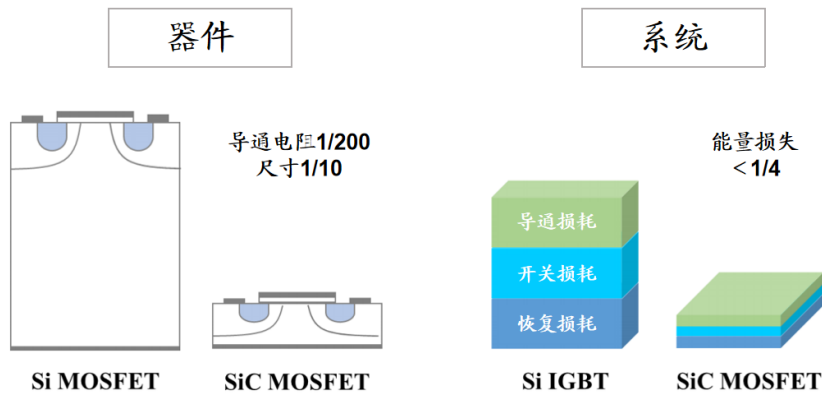 器件
系统
导通电阻1/200
尺寸1/10
能量损失
＜1/4
导通损耗
开关损耗
恢复损耗
Si MOSFET
SiC MOSFET
Si IGBT
SiC MOSFET